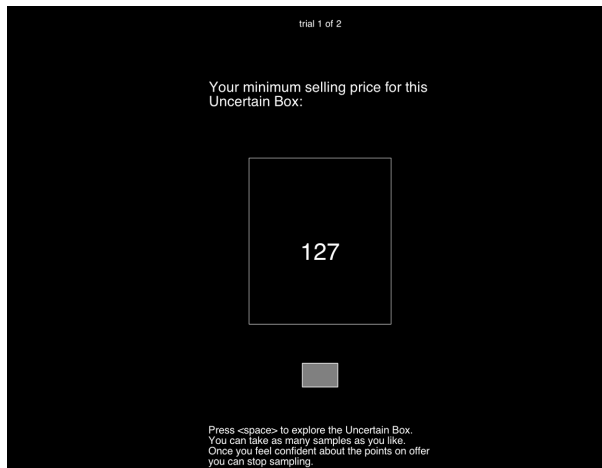 trial 1 of 2
Your minimum selling price for this
Uncertain Box:
127
Press <space> to explore the Uncertain Box.
You can take as many samples as you like.
Once you feel confident about the points on offer
you can stop sampling.